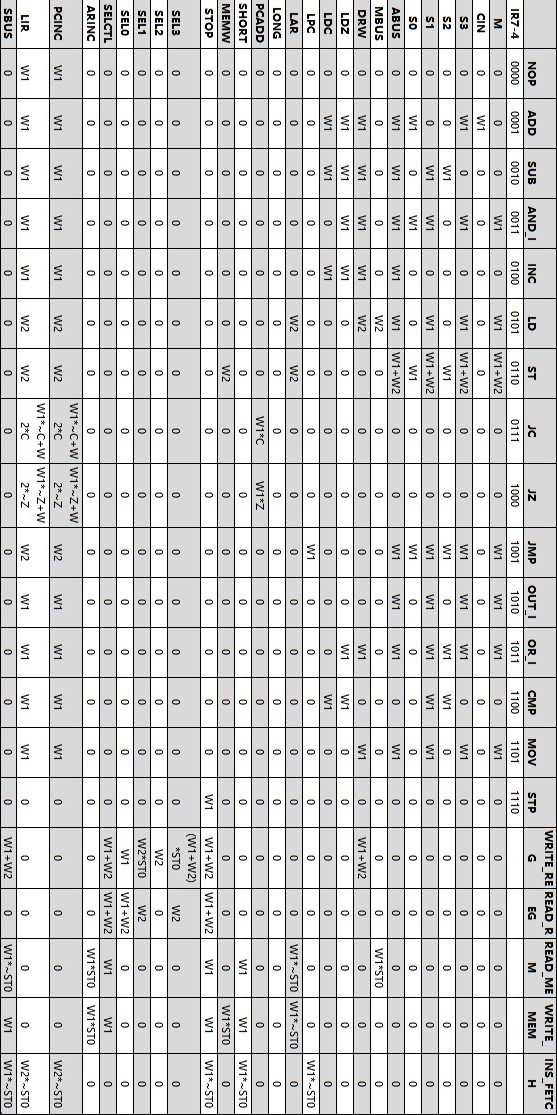 NOP ADD SUB AND_I INC LD ST JC JZ JMP OUT_I OR_I CMP MOV STP WRITE_RE READ_R READ_ME WRITE_ INS_FETC
G EG M MEM H
IR7-4 0000 0001 0010 0011 0100 0101 0110 0111 1000 1001 1010 1011 1100 1101 1110
M 0 0 0 W1 0 W1 W1+W2 0 0 W1 W1 W1 0 W1 0 0 0 0 0 0
CIN 0 W1 0 0 0 0 0 0 0 0 0 0 0 0 0 0 0 0 0 0
S3 0 W1 0 W1 0 W1 W1+W2 0 0 W1 W1 W1 0 W1 0 0 0 0 0 0
S2 0 0 W1 0 0 0 W1 0 0 W1 0 W1 W1 0 0 0 0 0 0 0
S1 0 0 W1 W1 0 W1 W1+W2 0 0 W1 W1 W1 W1 W1 0 0 0 0 0 0
S0 0 W1 0 W1 0 0 W1 0 0 W1 0 0 0 0 0 0 0 0 0 0
ABUS 0 W1 W1 W1 W1 W1 W1+W2 0 0 W1 W1 W1 0 W1 0 0 0 0 0 0
MBUS 0 0 0 0 0 W2 0 0 0 0 0 0 0 0 0 0 0 W1*ST0 0 0
DRW 0 W1 W1 W1 W1 W2 0 0 0 0 0 W1 0 W1 0 W1+W2 0 0 0 0
LDZ 0 W1 W1 W1 W1 0 0 0 0 0 0 W1 W1 0 0 0 0 0 0 0
LDC 0 W1 W1 0 W1 0 0 0 0 0 0 0 W1 0 0 0 0 0 0 0
LPC 0 0 0 0 0 0 0 0 0 W1 0 0 0 0 0 0 0 0 0 W1*~ST0
LAR 0 0 0 0 0 W2 W2 0 0 0 0 0 0 0 0 0 0 W1*~ST0 W1*~ST0 0
LONG 0 0 0 0 0 0 0 0 0 0 0 0 0 0 0 0 0 0 0 0
PCADD 0 0 0 0 0 0 0 W1*C W1*Z 0 0 0 0 0 0 0 0 0 0 0
SHORT 0 0 0 0 0 0 0 0 0 0 0 0 0 0 0 0 0 W1 W1 W1*~ST0
MEMW 0 0 0 0 0 0 W2 0 0 0 0 0 0 0 0 0 0 0 W1*ST0 0
STOP 0 0 0 0 0 0 0 0 0 0 0 0 0 0 W1 W1+W2 W1+W2 W1 W1 W1*~ST0
(W1+W2)
SEL3 0 0 0 0 0 0 0 0 0 0 0 0 0 0 0 *ST0 W2 0 0 0
SEL2 0 0 0 0 0 0 0 0 0 0 0 0 0 0 0 W2 0 0 0 0
SEL1 0 0 0 0 0 0 0 0 0 0 0 0 0 0 0 W2*ST0 W2 0 0 0
SEL0 0 0 0 0 0 0 0 0 0 0 0 0 0 0 0 W1 W1+W2 0 0 0
SELCTL 0 0 0 0 0 0 0 0 0 0 0 0 0 0 0 W1+W2 W1+W2 W1 W1 0
ARINC 0 0 0 0 0 0 0 0 0 0 0 0 0 0 0 0 0 W1*ST0 W1*ST0 0
W1*~C+W W1*~Z+W
PCINC W1 W1 W1 W1 W1 W2 W2 2*C 2*~Z W2 W1 W1 W1 W1 0 0 0 0 0 W2*~ST0
W1*~C+W W1*~Z+W
LIR W1 W1 W1 W1 W1 W2 W2 2*C 2*~Z W2 W1 W1 W1 W1 0 0 0 0 0 W2*~ST0
SBUS 0 0 0 0 0 0 0 0 0 0 0 0 0 0 0 W1+W2 0 W1*~ST0 W1 W1*~ST0